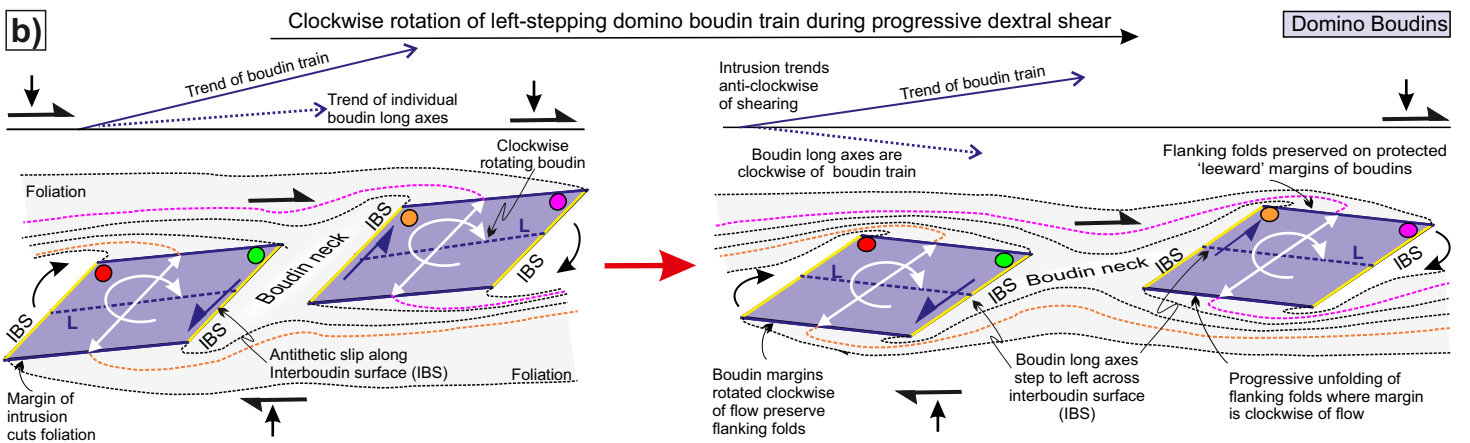 b)
Clockwise rotation of left-stepping domino boudin train during progressive dextral shear
Domino Boudins
Trend of boudin train
Trend of individual
boudin long axes
Clockwise
rotating boudin
Foliation
IBS
L
IBS
Boudin neck
IBS
L
IBS
Antithetic slip along
Interboudin surface (IBS)
Foliation
Margin of
intrusion
cuts foliation
Intrusion trends
anti-clockwise
of shearing
Trend of boudin train
Boudin long axes are
clockwise of boudin train
Flanking folds preserved on protected
‘leeward’ margins of boudins
L
IBS
Boudin neck
IBS
L
IBS
Boudin margins
rotated clockwise
of flow preserve
flanking folds
Boudin long axes
step to left across
interboudin surface
(IBS)
Progressive unfolding of
flanking folds where margin
is clockwise of flow